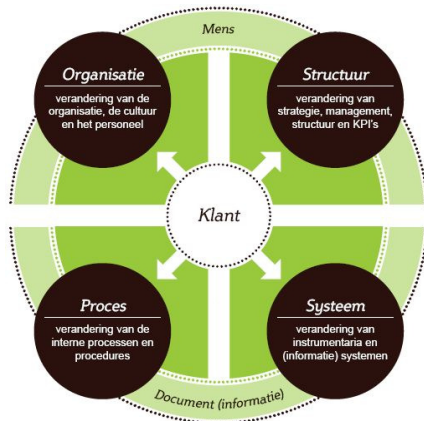 Mens
Organisatie
verandering van de
organisatie, de cultuur
en het personeel
Structuur
verandering van
strategie, management,
structuur en KPI's
Klant
Proces
verandering van de
interne processen en
procedures
Systeem
verandering van
instrumentaria en
(informatie) systemen
Document (informatie)